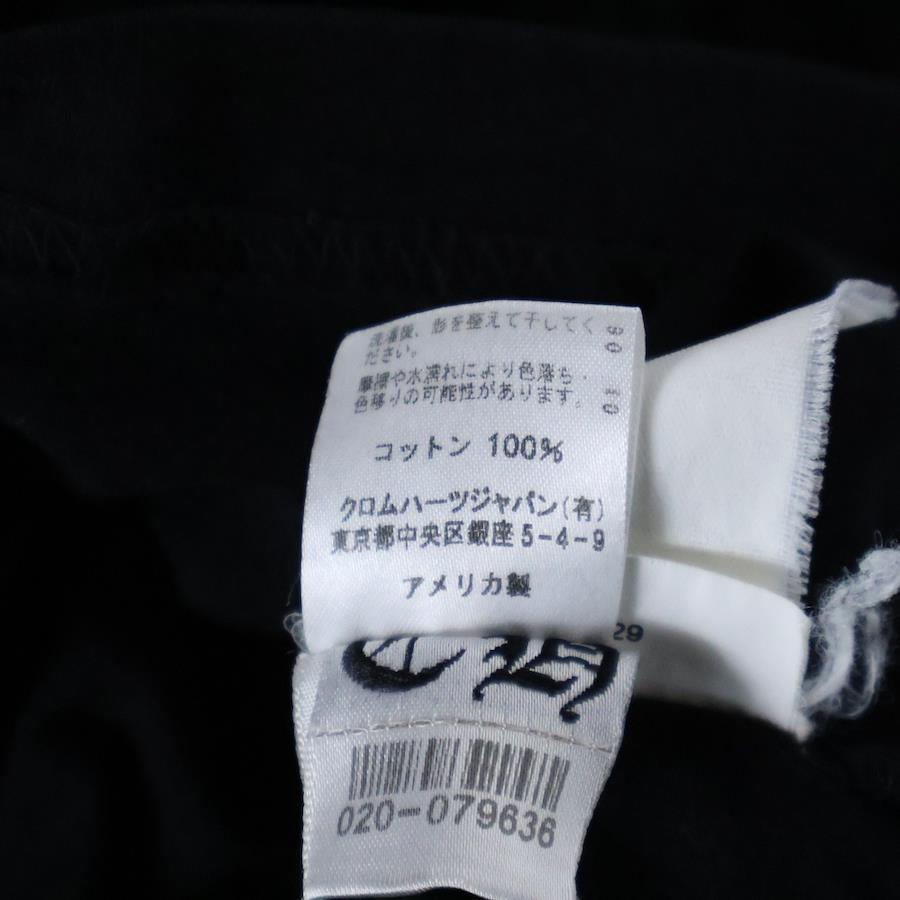 洗濯後、形を整えて干してく
ださい。
摩擦や水濡れにより色落ち・
色移りの可能性があります。
コットン 100%
クロムハーツジャパン(有)
東京都中央区銀座5-4-9
アメリカ製
29
CH
020-079636